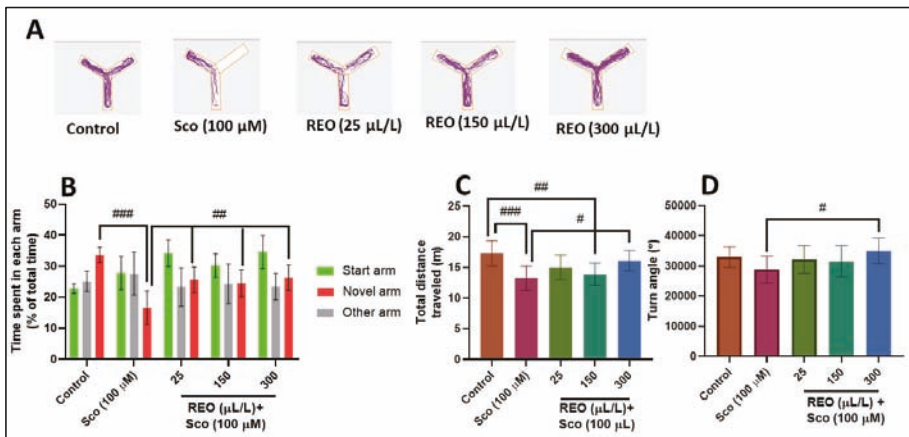 A
Control
Sco (100 μM)
REO (25 μL/L)
REO (150 μL/L)
REO (300 μL/L)
B
Time spent in each arm
(% of total time)
50
40
30
20
10
0
###
##
Start arm
Novel arm
Other arm
Control
Sco (100 μM)
25
150
300
REO (μL/L)+
Sco (100 μM)
C
Total distance
traveled (m)
25
20
15
10
5
0
##
###
#
Control
Sco (100 μM)
25
150
300
REO (μL/L)+
Sco (100 μL)
D
Turn angle (°)
50000
40000
30000
20000
10000
0
#
Control
Sco (100 μM)
25
150
300
REO (μL/L)+
Sco (100 μM)